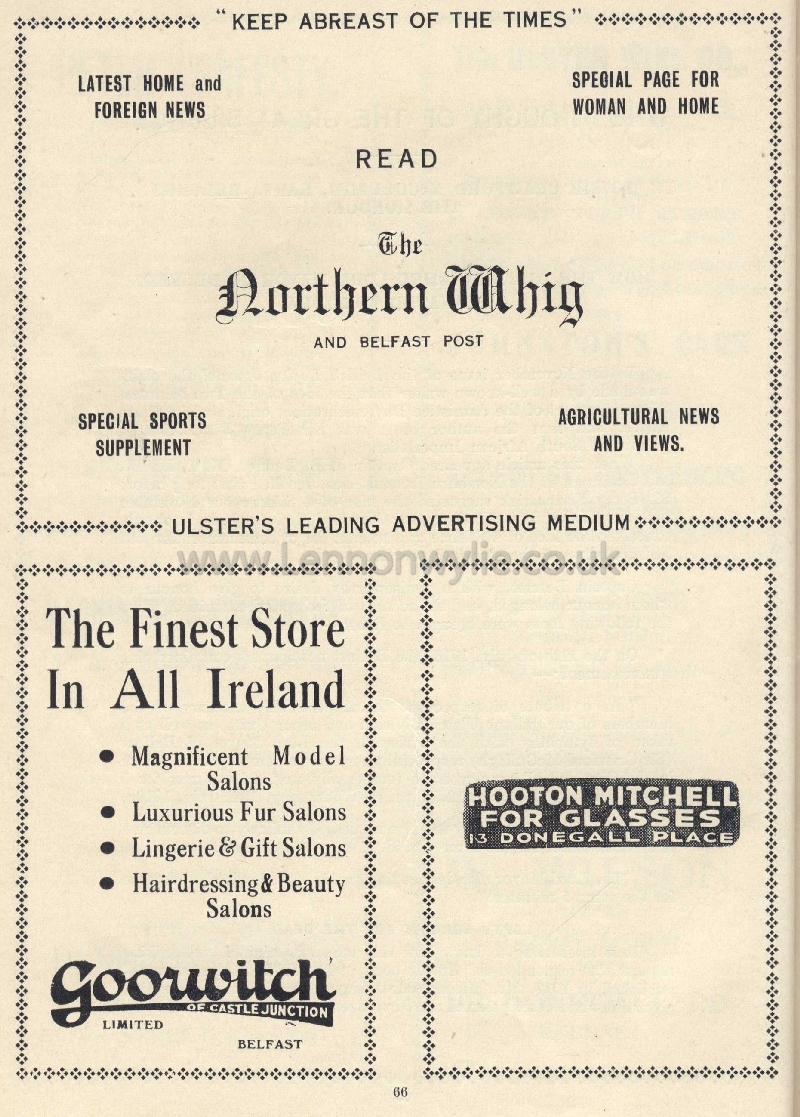 "KEEP ABREAST OF THE TIMES"
LATEST HOME and
FOREIGN NEWS
SPECIAL PAGE FOR
WOMAN AND HOME
READ
The
Northern Whig
AND BELFAST POST
SPECIAL SPORTS
SUPPLEMENT
AGRICULTURAL NEWS
AND VIEWS.
ULSTER'S LEADING ADVERTISING MEDIUM
www.Lennonwylie.co.uk
The Finest Store
In All Ireland
● Magnificent Model
Salons
● Luxurious Fur Salons
● Lingerie & Gift Salons
● Hairdressing & Beauty
Salons
Goorwitch
OF CASTLE JUNCTION
LIMITED
BELFAST
HOOTON MITCHELL
FOR GLASSES
13 DONEGALL PLACE
66